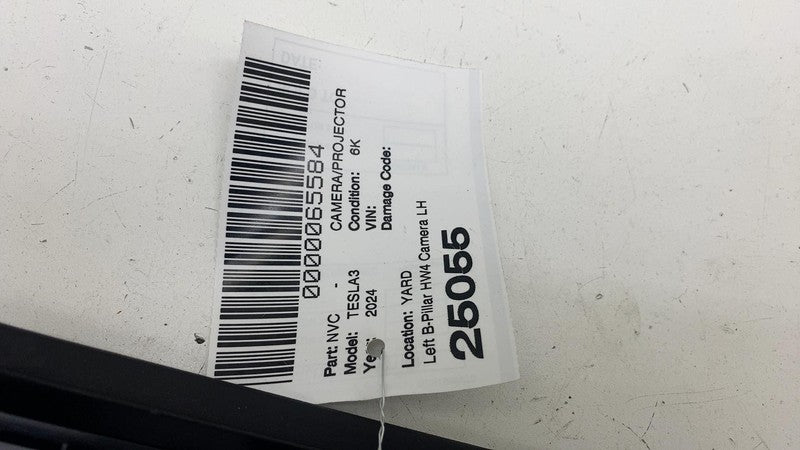 0000065584
Part: NVC - CAMERA/PROJECTOR
Model: TESLA3 Condition: 6K
2024 VIN:
Damage Code:
Location: YARD
Left B-Pillar HW4 Camera LH
25055
DATE: